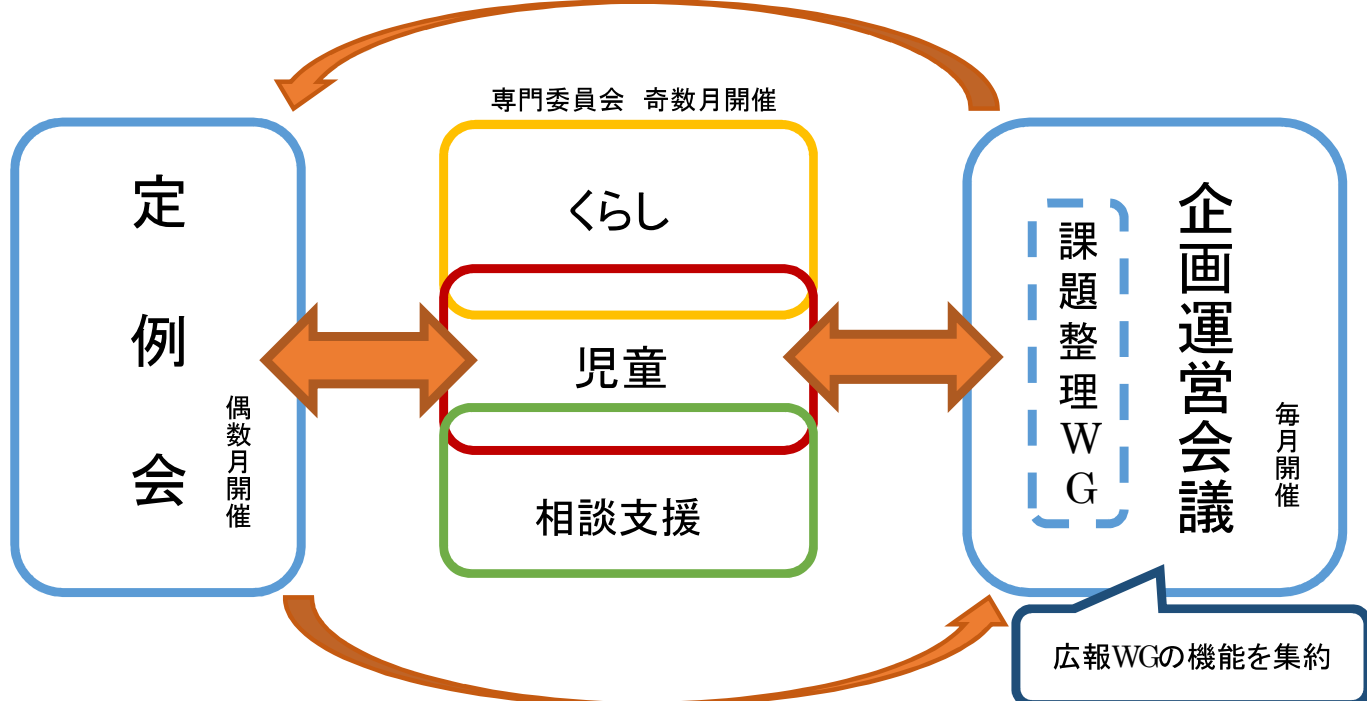 専門委員会　奇数月開催
定例会
偶数月開催
くらし
児童
相談支援
企画運営会議
課題整理WG
毎月開催
広報WGの機能を集約